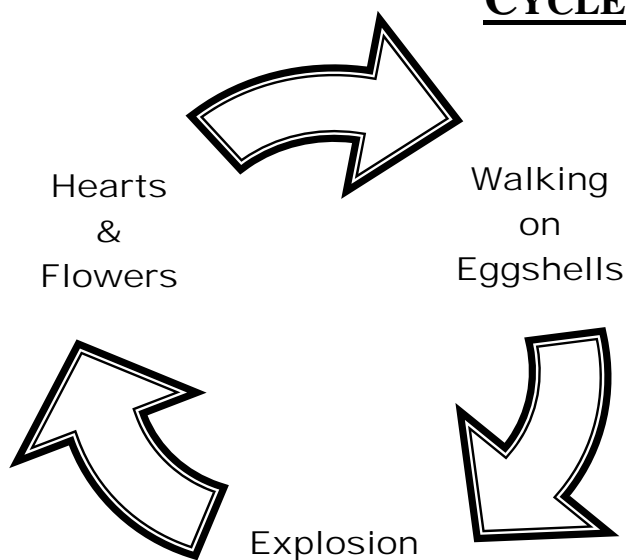 CYCLE
Hearts
&
Flowers
Walking
on
Eggshells
Explosion